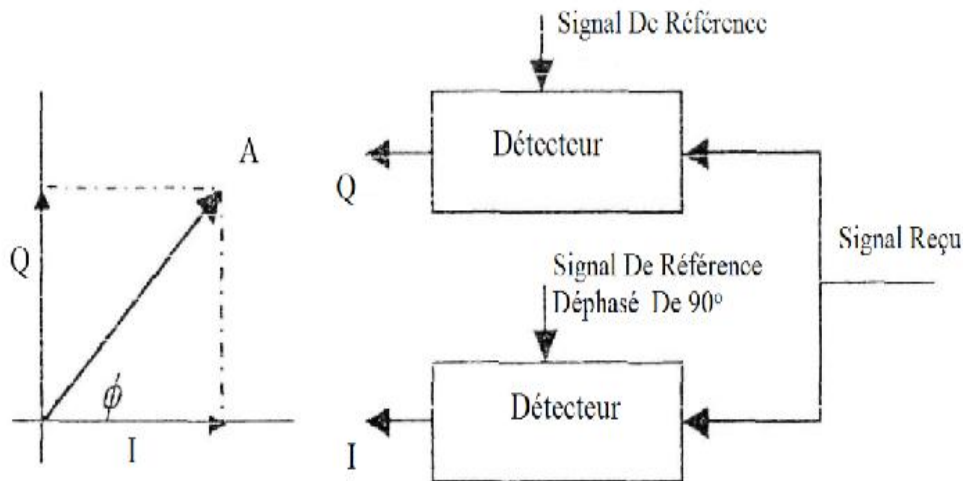 Signal De Référence
Détecteur
A
Q
Q
Signal Reçu
Signal De Référence
Déphasé De 90°
Détecteur
ϕ
I
I